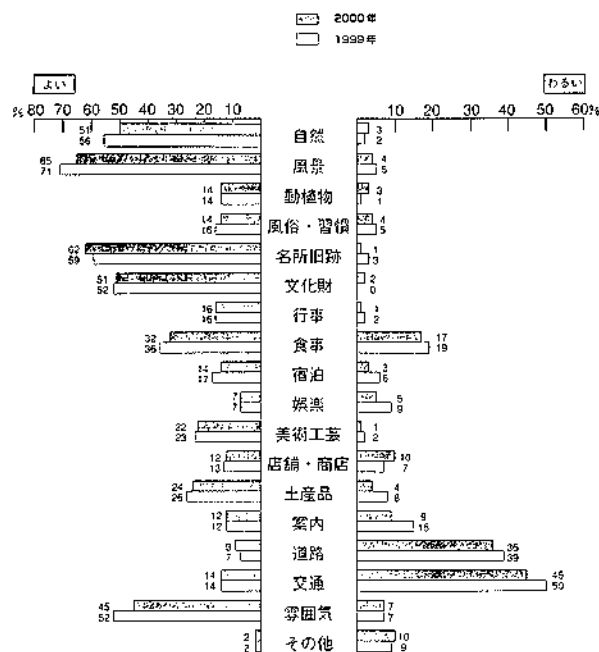 2000年
1999年
よい わるい
% 80 70 60 50 40 30 20 10 10 20 30 40 50 60%
51 自然 3
56 2
65 風景 4
71 5
14 動植物 3
14 1
14 風俗・習慣 4
16 5
62 名所旧跡 1
59 3
51 文化財 2
52 0
16 行事 1
16 2
32 食事 17
36 19
14 宿泊 3
17 6
7 娯楽 5
7 9
22 美術工芸 1
23 2
12 店舗・商店 10
13 7
24 土産品 4
26 8
12 案内 9
12 15
9 道路 36
7 39
14 交通 45
14 50
45 雰囲気 7
52 7
2 その他 10
2 9